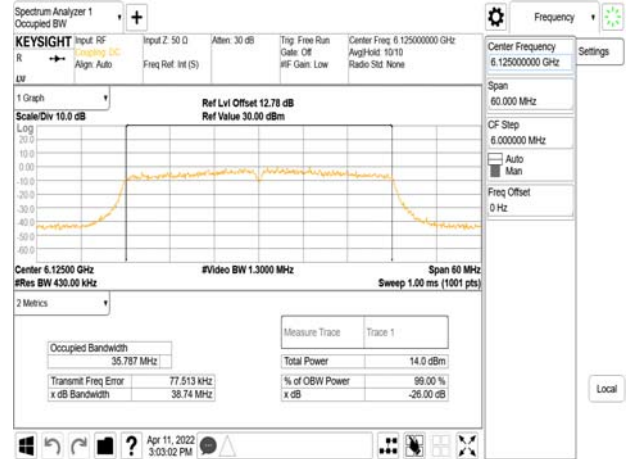 Spectrum Analyzer 1
Occupied BW
Frequency
KEYSIGHT Input: RF Input Z: 50 Ω Atten: 30 dB Trig: Free Run Center Freq: 6.125000000 GHz
R Coupling: DC Gate: Off Avg|Hold: 10/10
Align: Auto Freq Ref: Int (S) #IF Gain: Low Radio Std: None
Center Frequency
6.125000000 GHz
Settings
Span
60.000 MHz
CF Step
6.000000 MHz
Auto
Man
Freq Offset
0 Hz
1 Graph
Ref Lvl Offset 12.78 dB
Scale/Div 10.0 dB Ref Value 30.00 dBm
Log
20.0
10.0
0.00
-10.0
-20.0
-30.0
-40.0
-50.0
-60.0
Center 6.12500 GHz #Video BW 1.3000 MHz Span 60 MHz
#Res BW 430.00 kHz Sweep 1.00 ms (1001 pts)
2 Metrics
Measure Trace Trace 1
Occupied Bandwidth
35.787 MHz
Total Power 14.0 dBm
Transmit Freq Error 77.513 kHz % of OBW Power 99.00 %
x dB Bandwidth 38.74 MHz x dB -26.00 dB
Local
Apr 11, 2022
3:03:02 PM